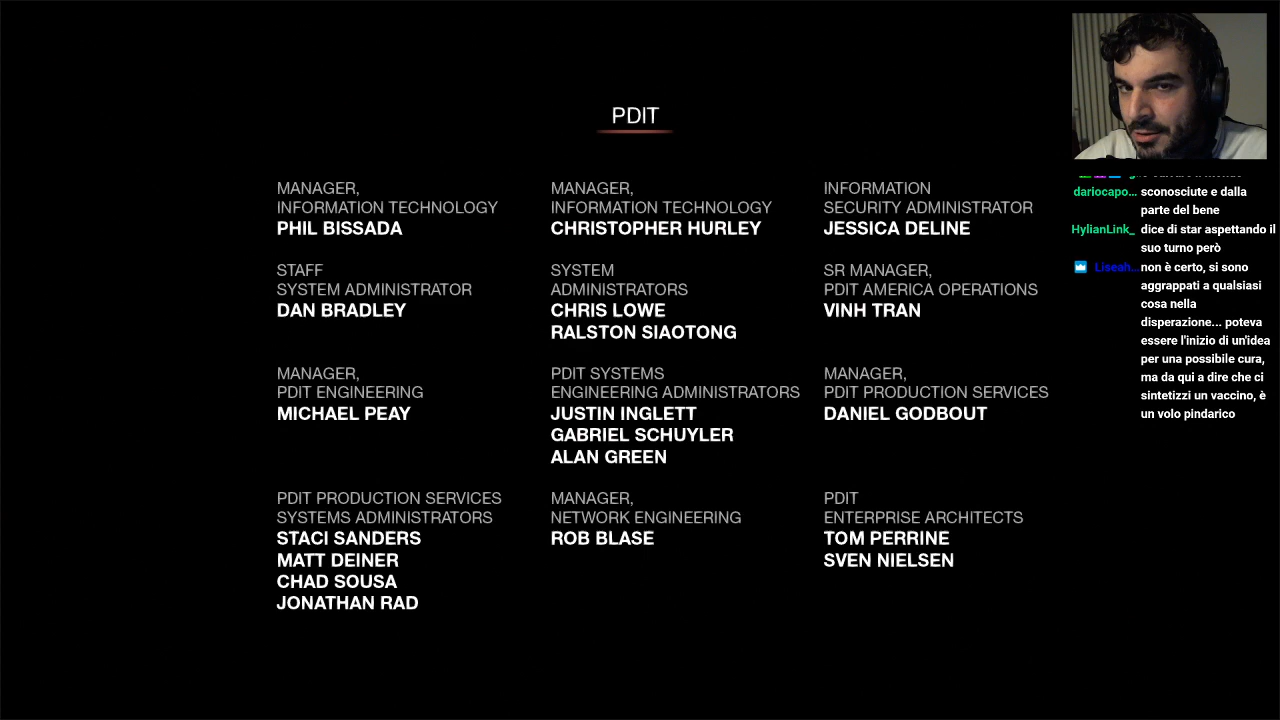 PDIT
MANAGER,
INFORMATION TECHNOLOGY
PHIL BISSADA
MANAGER,
INFORMATION TECHNOLOGY
CHRISTOPHER HURLEY
INFORMATION
SECURITY ADMINISTRATOR
JESSICA DELINE
STAFF
SYSTEM ADMINISTRATOR
DAN BRADLEY
SYSTEM
ADMINISTRATORS
CHRIS LOWE
RALSTON SIAOTONG
SR MANAGER,
PDIT AMERICA OPERATIONS
VINH TRAN
MANAGER,
PDIT ENGINEERING
MICHAEL PEAY
PDIT SYSTEMS
ENGINEERING ADMINISTRATORS
JUSTIN INGLETT
GABRIEL SCHUYLER
ALAN GREEN
MANAGER,
PDIT PRODUCTION SERVICES
DANIEL GODBOUT
PDIT PRODUCTION SERVICES
SYSTEMS ADMINISTRATORS
STACI SANDERS
MATT DEINER
CHAD SOUSA
JONATHAN RAD
MANAGER,
NETWORK ENGINEERING
ROB BLASE
PDIT
ENTERPRISE ARCHITECTS
TOM PERRINE
SVEN NIELSEN
dariocapo... sconosciute e dalla
parte del bene
HylianLink_ dice di star aspettando il
suo turno però
Liseah... non è certo, si sono
aggrappati a qualsiasi
cosa nella
disperazione... poteva
essere l'inizio di un'idea
per una possibile cura,
ma da qui a dire che ci
sintetizzi un vaccino, è
un volo pindarico